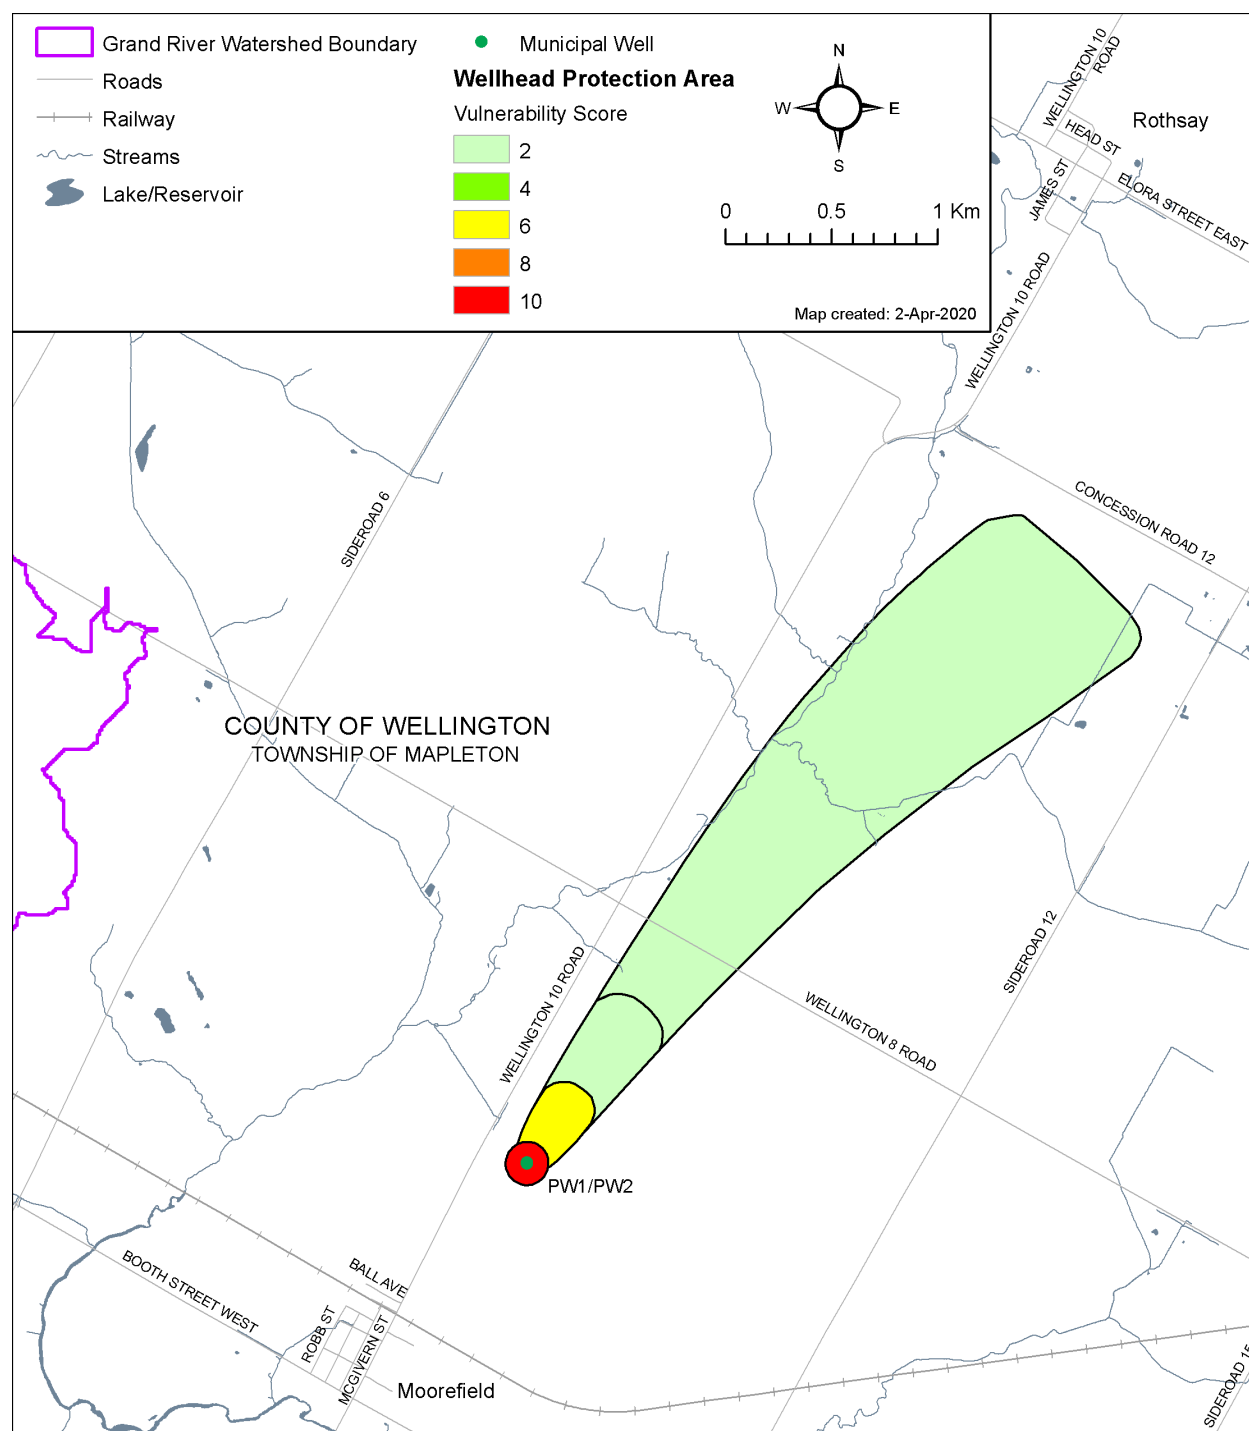 Grand River Watershed Boundary
Roads
Railway
Streams
Lake/Reservoir
Municipal Well
Wellhead Protection Area
Vulnerability Score
2
4
6
8
10
N
W
E
S
0
0.5
1 Km
Map created: 2-Apr-2020
WELLINGTON 10
ROAD
Rothsay
HEAD ST
JAMES ST
ELORA STREET EAST
WELLINGTON 10 ROAD
SIDEROAD 6
CONCESSION ROAD 12
COUNTY OF WELLINGTON
TOWNSHIP OF MAPLETON
WELLINGTON 10 ROAD
SIDEROAD 12
WELLINGTON 8 ROAD
PW1/PW2
BALL AVE
BOOTH STREET WEST
ROBB ST
MCGIVERN ST
Moorefield
SIDEROAD 15